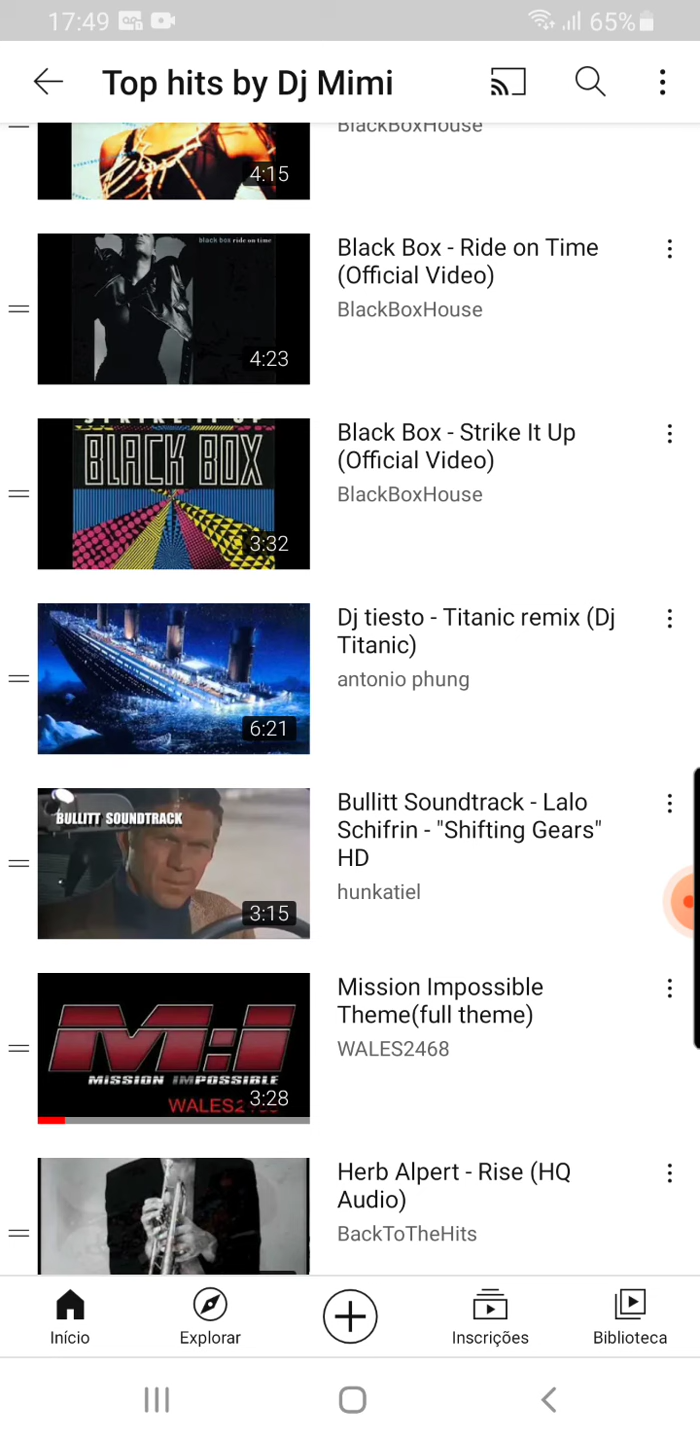 17:49
65%
Top hits by Dj Mimi
BlackBoxHouse
4:15
black box ride on time
4:23
Black Box - Ride on Time
(Official Video)
BlackBoxHouse
STRIKE IT UP
BLACK BOX
3:32
Black Box - Strike It Up
(Official Video)
BlackBoxHouse
6:21
Dj tiesto - Titanic remix (Dj
Titanic)
antonio phung
BULLITT SOUNDTRACK
3:15
Bullitt Soundtrack - Lalo
Schifrin - "Shifting Gears"
HD
hunkatiel
M:I
MISSION IMPOSSIBLE
3:28
Mission Impossible
Theme(full theme)
WALES2468
Herb Alpert - Rise (HQ
Audio)
BackToTheHits
Início
Explorar
Inscrições
Biblioteca